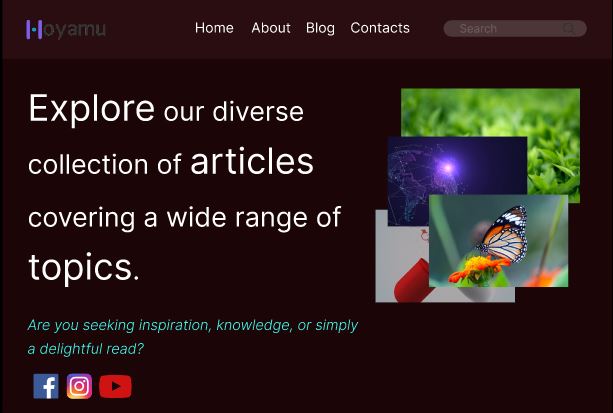 Hoyamu
Home About Blog Contacts
Search
Explore our diverse
collection of articles
covering a wide range of
topics.
Are you seeking inspiration, knowledge, or simply
a delightful read?